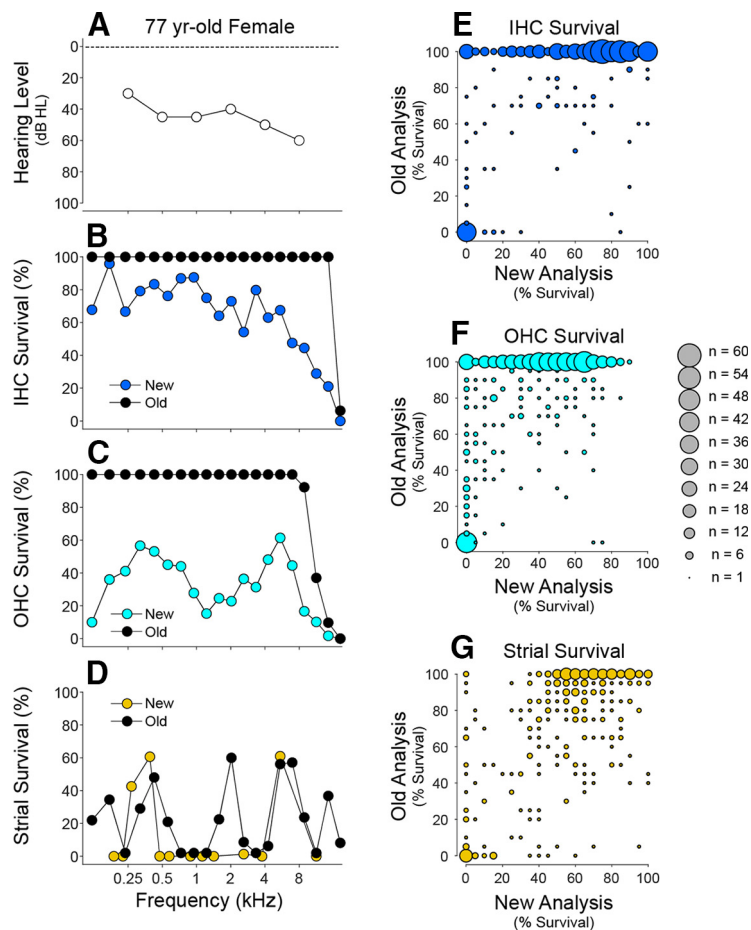 A
77 yr-old Female
0
20
40
60
80
100
Hearing Level
(dB HL)
B
100
80
60
40
20
0
IHC Survival (%)
New
Old
C
100
80
60
40
20
0
OHC Survival (%)
New
Old
D
100
80
60
40
20
0
Strial Survival (%)
New
Old
0.25 0.5 1 2 4 8
Frequency (kHz)
E
IHC Survival
100
80
60
40
20
0
Old Analysis
(% Survival)
0 20 40 60 80 100
New Analysis
(% Survival)
F
OHC Survival
100
80
60
40
20
0
Old Analysis
(% Survival)
0 20 40 60 80 100
New Analysis
(% Survival)
n = 60
n = 54
n = 48
n = 42
n = 36
n = 30
n = 24
n = 18
n = 12
n = 6
n = 1
G
Strial Survival
100
80
60
40
20
0
Old Analysis
(% Survival)
0 20 40 60 80 100
New Analysis
(% Survival)